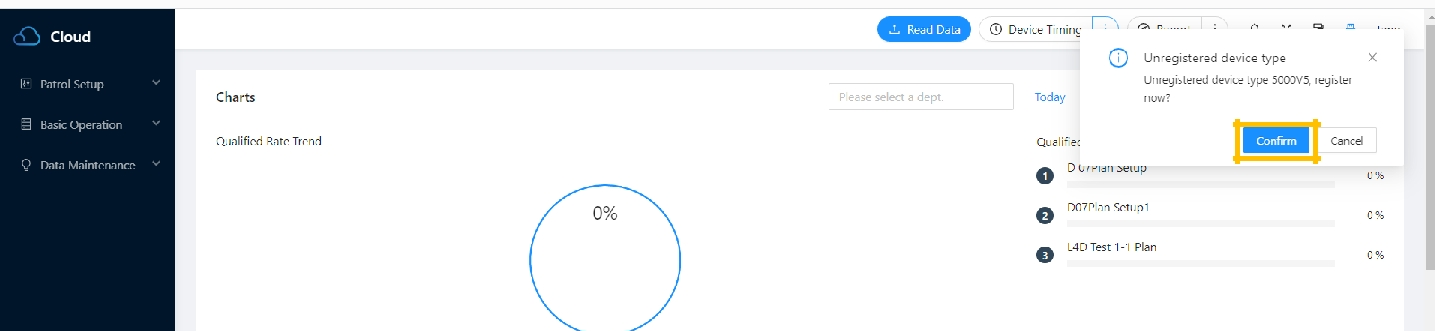 Cloud
Read Data
Device Timing
Patrol Setup
Basic Operation
Data Maintenance
Charts
Please select a dept.
Today
Qualified Rate Trend
0%
Unregistered device type
Unregistered device type 5000V5, register
now?
Confirm
Cancel
Qualified
1 D 07Plan Setup 0 %
2 D07Plan Setup1 0 %
3 L4D Test 1-1 Plan 0 %